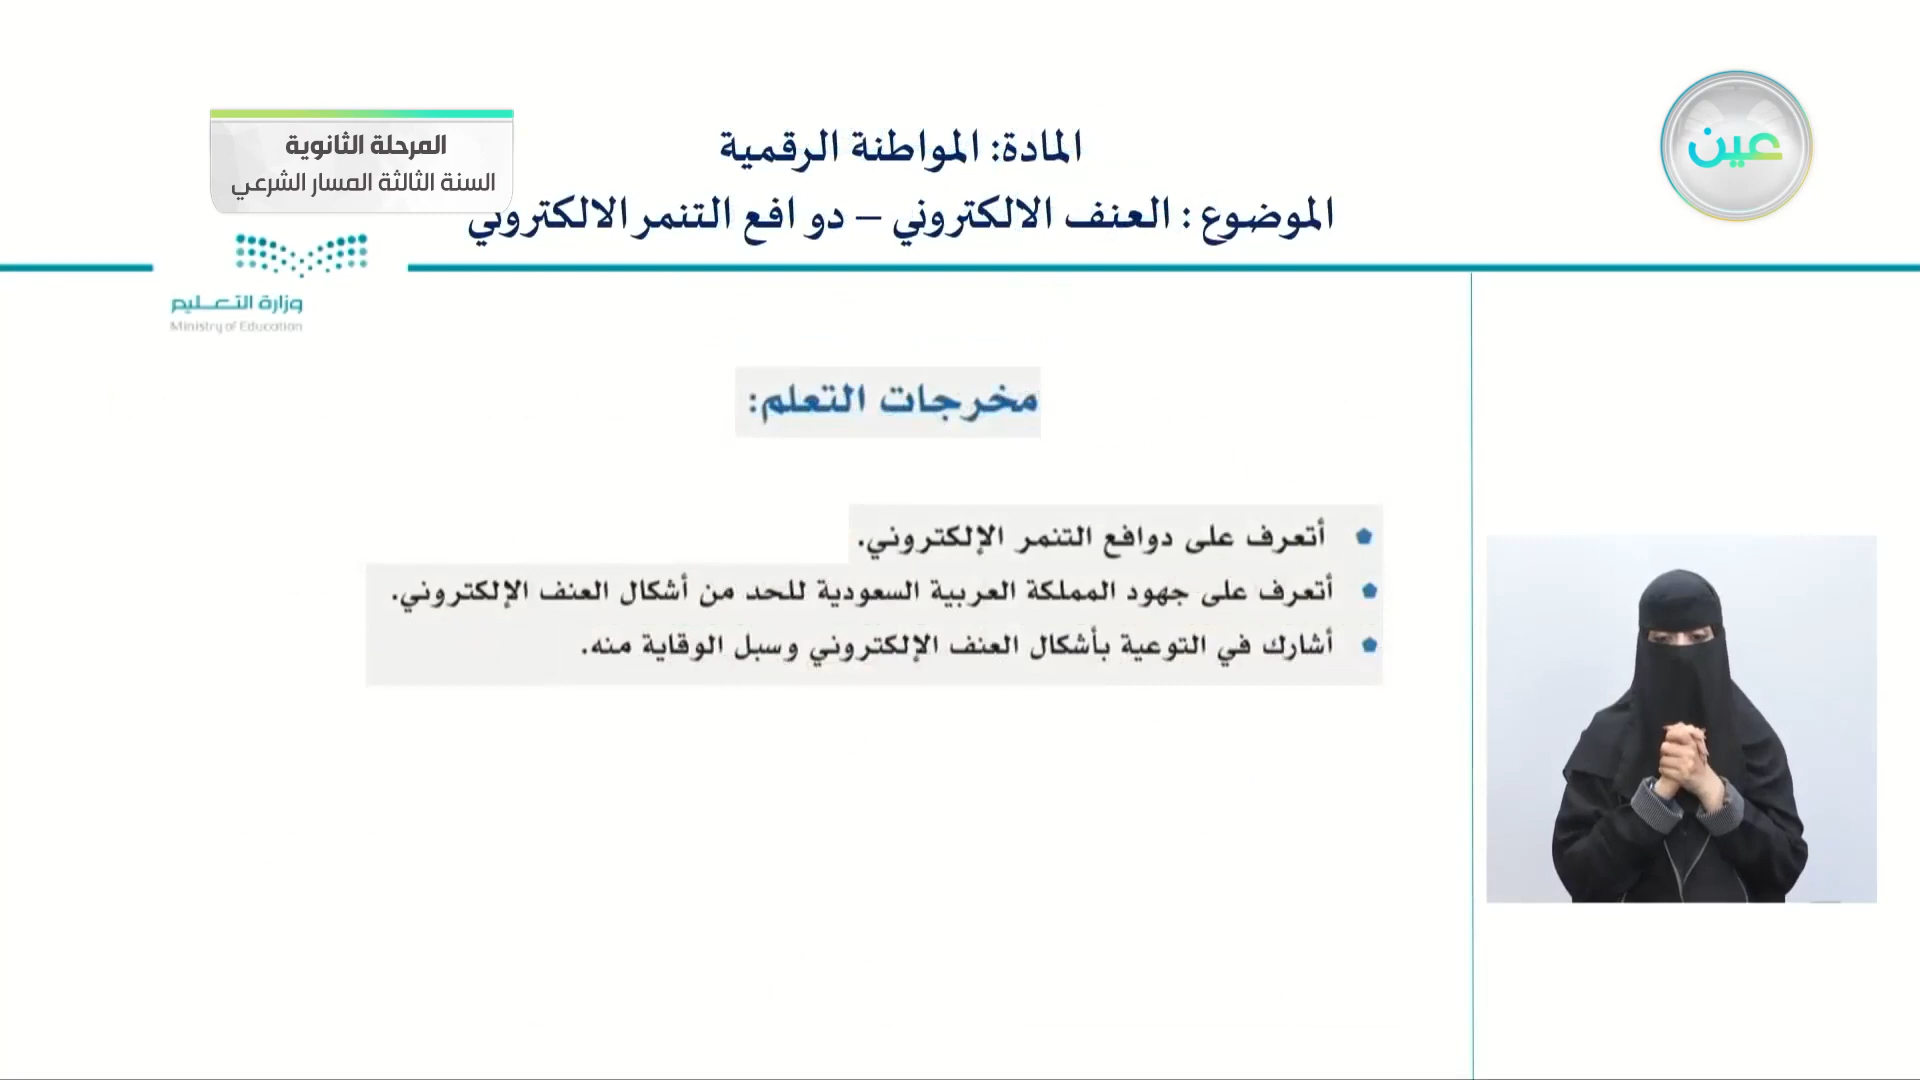 المرحلة الثانوية
السنة الثالثة المسار الشرعي
المادة: المواطنة الرقمية
الموضوع : العنف الالكتروني – دوافع التنمر الالكتروني
عين
وزارة التعليم
Ministry of Education
مخرجات التعلم:
أتعرف على دوافع التنمر الإلكتروني.
أتعرف على جهود المملكة العربية السعودية للحد من أشكال العنف الإلكتروني.
أشارك في التوعية بأشكال العنف الإلكتروني وسبل الوقاية منه.